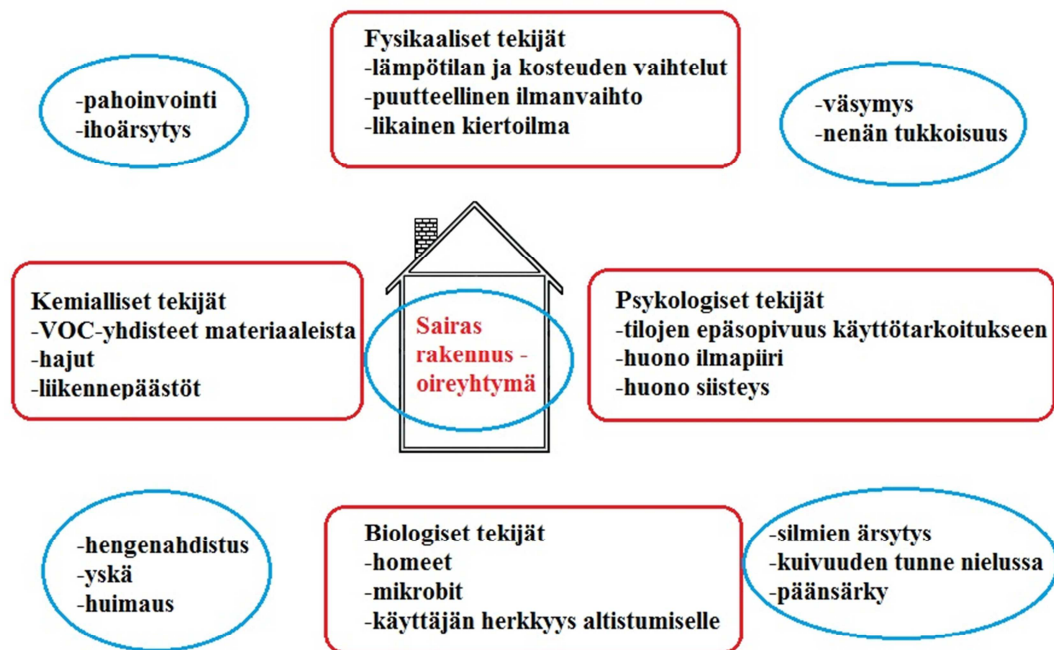 Fysikaaliset tekijät
-lämpötilan ja kosteuden vaihtelut
-puutteellinen ilmanvaihto
-likainen kiertoilma
-pahoinvointi
-ihoärsytys
-väsymys
-nenän tukkoisuus
Kemialliset tekijät
-VOC-yhdisteet materiaaleista
-hajut
-liikennepäästöt
Sairas
rakennus -
oireyhtymä
Psykologiset tekijät
-tilojen epäsopivuus käyttötarkoitukseen
-huono ilmapiiri
-huono siisteys
-hengenahdistus
-yskä
-huimaus
Biologiset tekijät
-homeet
-mikrobit
-käyttäjän herkkyys altistumiselle
-silmien ärsytys
-kuivuuden tunne nielussa
-päänsärky